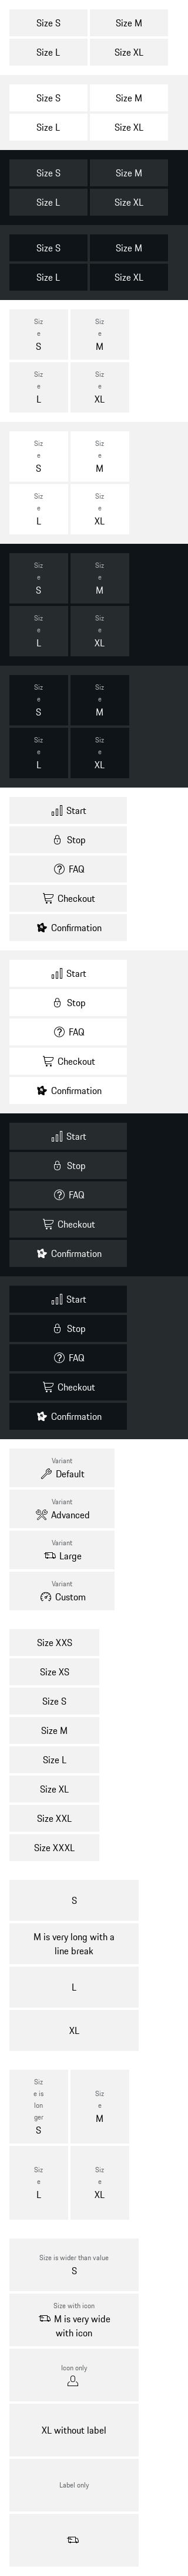 Size S Size M
Size L Size XL
Size S Size M
Size L Size XL
Size S Size M
Size L Size XL
Size S Size M
Size L Size XL
Siz Siz
e e
S M
Siz Siz
e e
L XL
Siz Siz
e e
S M
Siz Siz
e e
L XL
Siz Siz
e e
S M
Siz Siz
e e
L XL
Siz Siz
e e
S M
Siz Siz
e e
L XL
Start
Stop
FAQ
Checkout
Confirmation
Start
Stop
FAQ
Checkout
Confirmation
Start
Stop
FAQ
Checkout
Confirmation
Start
Stop
FAQ
Checkout
Confirmation
Variant
Default
Variant
Advanced
Variant
Large
Variant
Custom
Size XXS
Size XS
Size S
Size M
Size L
Size XL
Size XXL
Size XXXL
S
M is very long with a
line break
L
XL
Siz
e is
lon
ger
S
Siz
e
M
Siz Siz
e e
L XL
Size is wider than value
S
Size with icon
M is very wide
with icon
Icon only
XL without label
Label only